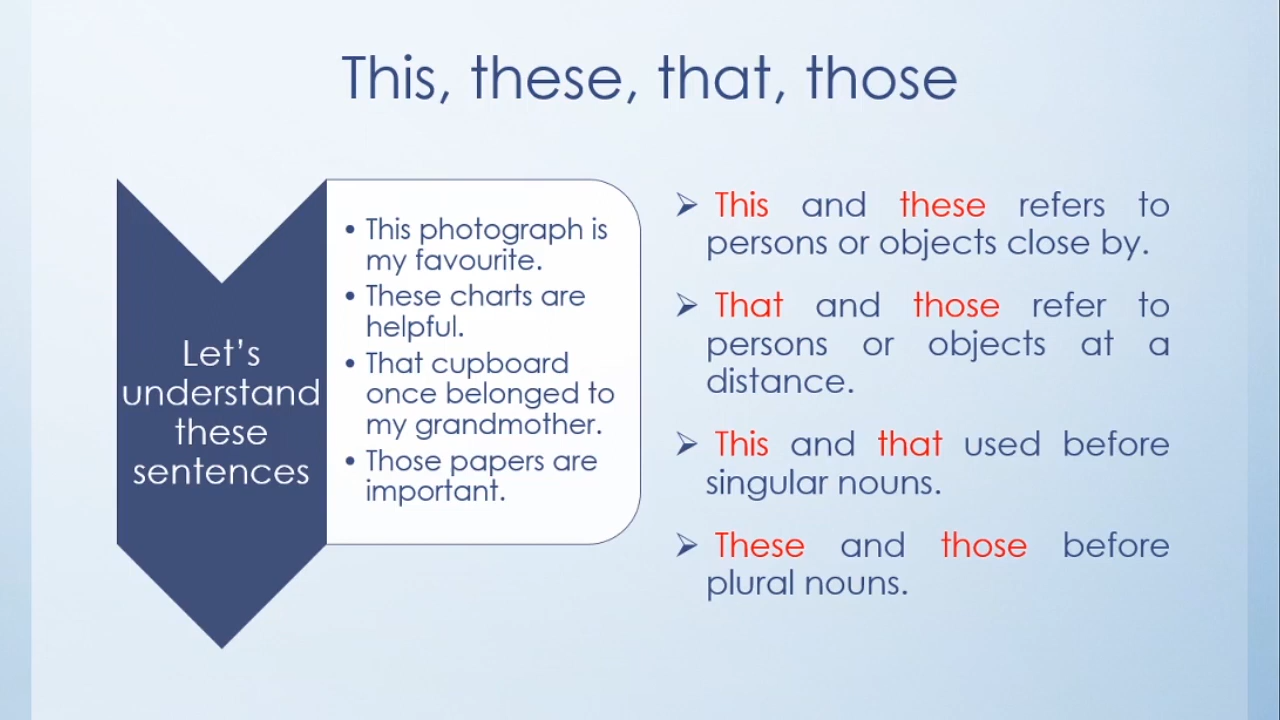 This, these, that, those
Let's
understand
these
sentences
• This photograph is
my favourite.
• These charts are
helpful.
• That cupboard
once belonged to
my grandmother.
• Those papers are
important.
➢ This and these refers to
persons or objects close by.
➢ That and those refer to
persons or objects at a
distance.
➢ This and that used before
singular nouns.
➢ These and those before
plural nouns.